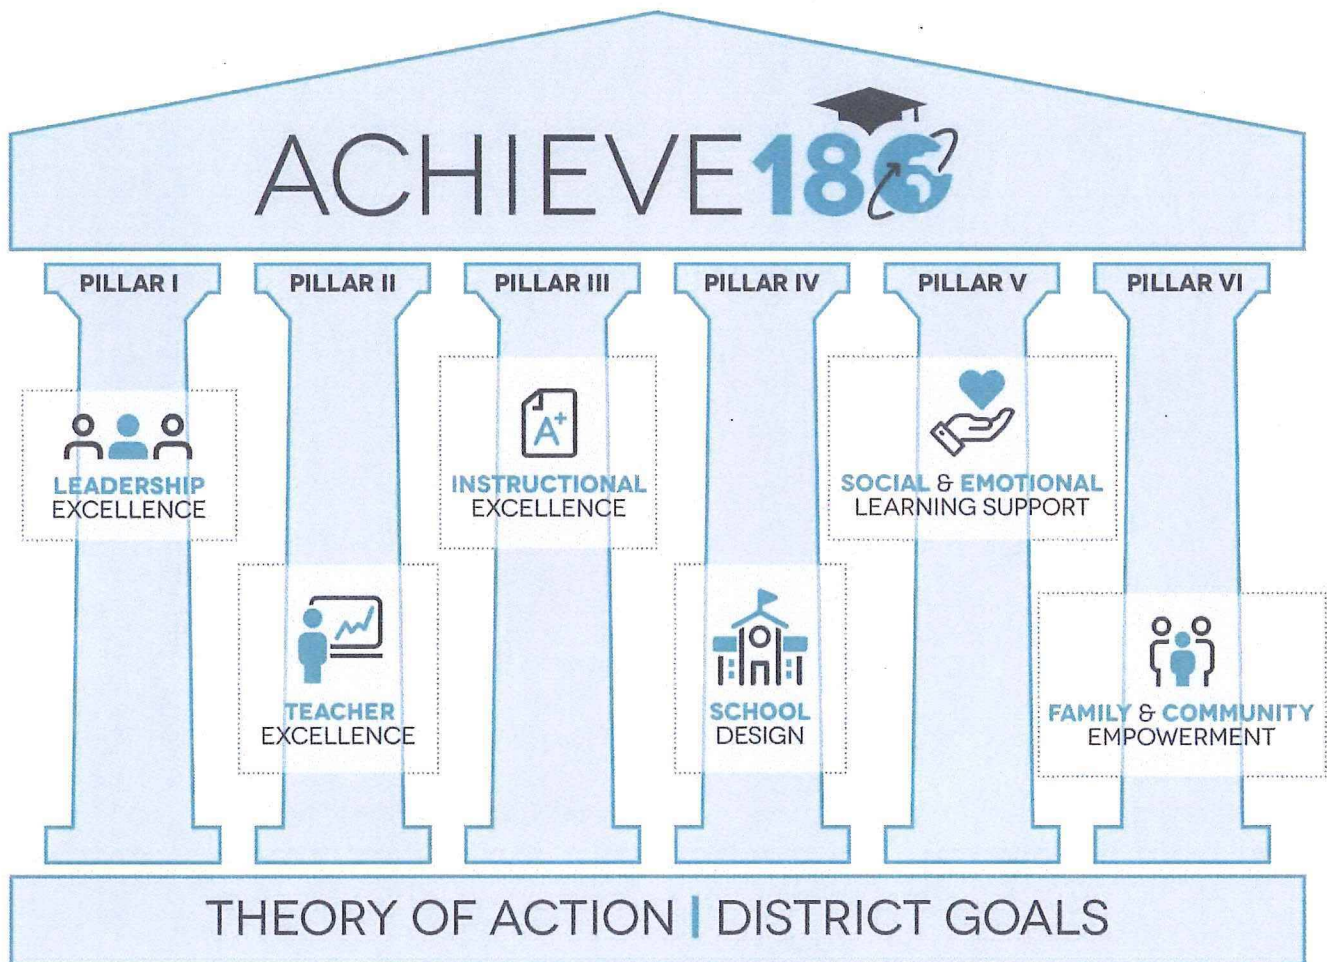 ACHIEVE180
PILLAR I
PILLAR II
PILLAR III
PILLAR IV
PILLAR V
PILLAR VI
LEADERSHIP
EXCELLENCE
TEACHER
EXCELLENCE
A+
INSTRUCTIONAL
EXCELLENCE
SCHOOL
DESIGN
SOCIAL & EMOTIONAL
LEARNING SUPPORT
FAMILY & COMMUNITY
EMPOWERMENT
THEORY OF ACTION | DISTRICT GOALS